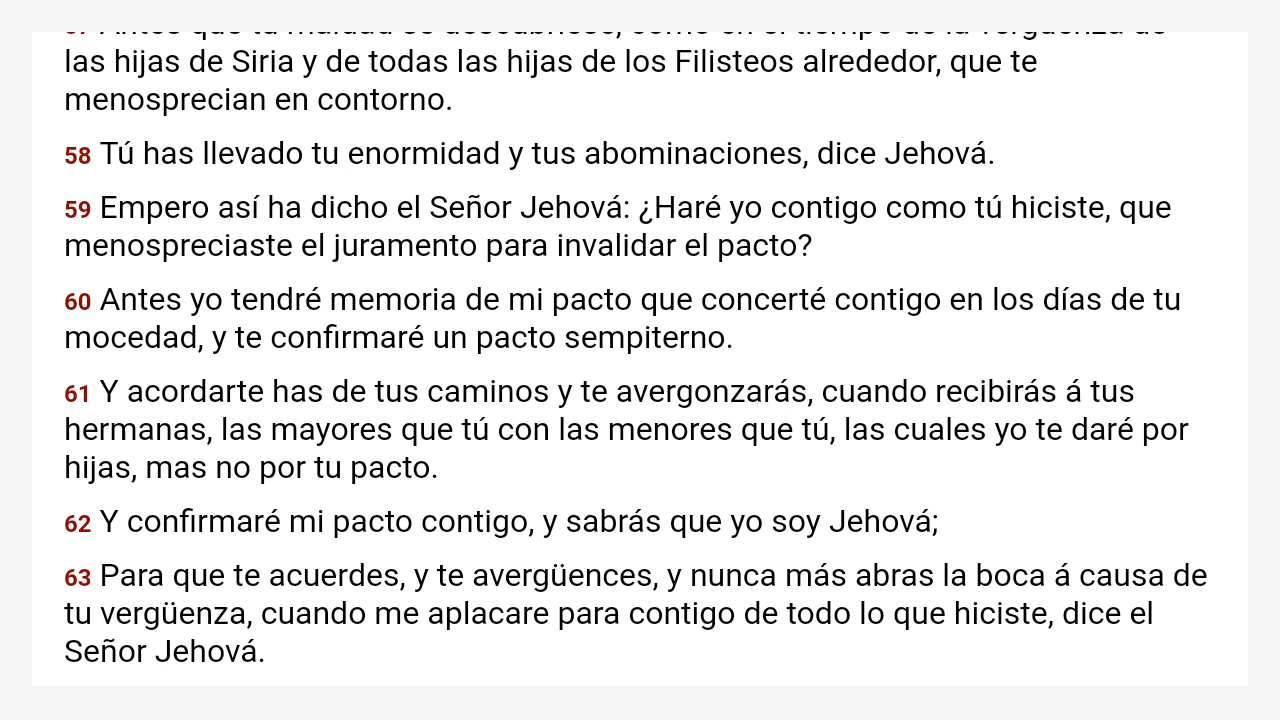 las hijas de Siria y de todas las hijas de los Filisteos alrededor, que te
menosprecian en contorno.
58 Tú has llevado tu enormidad y tus abominaciones, dice Jehová.
59 Empero así ha dicho el Señor Jehová: ¿Haré yo contigo como tú hiciste, que
menospreciaste el juramento para invalidar el pacto?
60 Antes yo tendré memoria de mi pacto que concerté contigo en los días de tu
mocedad, y te confirmaré un pacto sempiterno.
61 Y acordarte has de tus caminos y te avergonzarás, cuando recibirás á tus
hermanas, las mayores que tú con las menores que tú, las cuales yo te daré por
hijas, mas no por tu pacto.
62 Y confirmaré mi pacto contigo, y sabrás que yo soy Jehová;
63 Para que te acuerdes, y te avergüences, y nunca más abras la boca á causa de
tu vergüenza, cuando me aplacare para contigo de todo lo que hiciste, dice el
Señor Jehová.